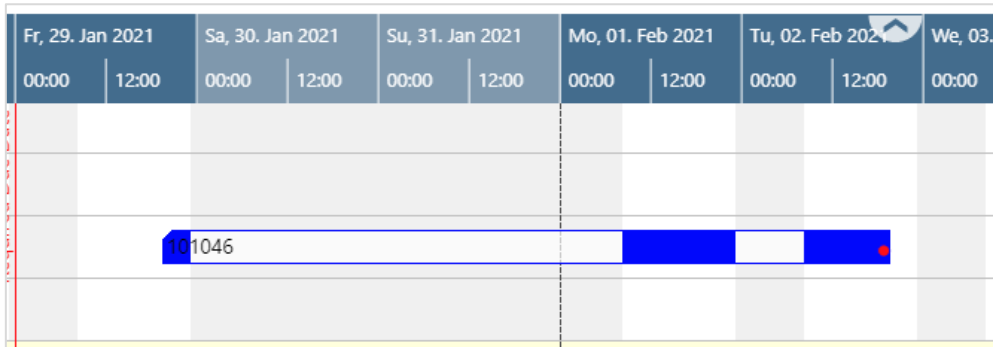 Fr, 29. Jan 2021 Sa, 30. Jan 2021 Su, 31. Jan 2021 Mo, 01. Feb 2021 Tu, 02. Feb 2021 We, 03.
00:00 12:00 00:00 12:00 00:00 12:00 00:00 12:00 00:00 12:00 00:00
101046